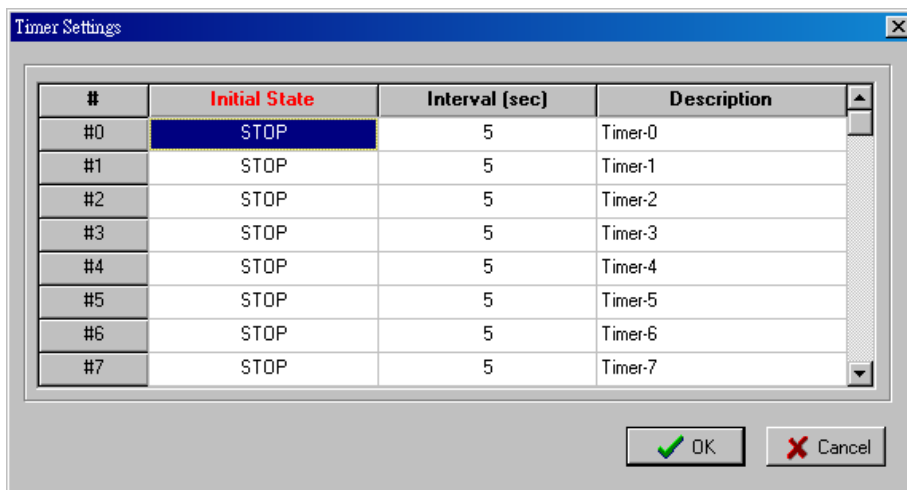 Timer Settings
# Initial State Interval (sec) Description
#0 STOP 5 Timer-0
#1 STOP 5 Timer-1
#2 STOP 5 Timer-2
#3 STOP 5 Timer-3
#4 STOP 5 Timer-4
#5 STOP 5 Timer-5
#6 STOP 5 Timer-6
#7 STOP 5 Timer-7
OK Cancel